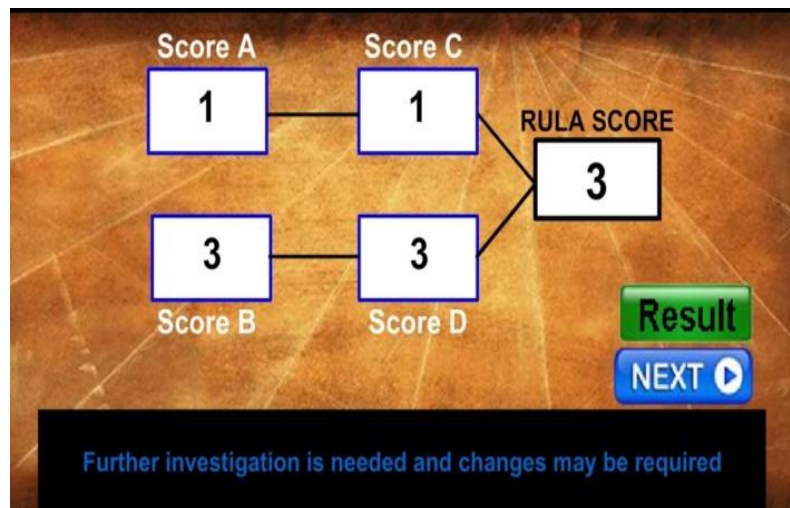 Score A
Score C
1
1
RULA SCORE
3
3
3
Score B
Score D
Result
NEXT
Further investigation is needed and changes may be required